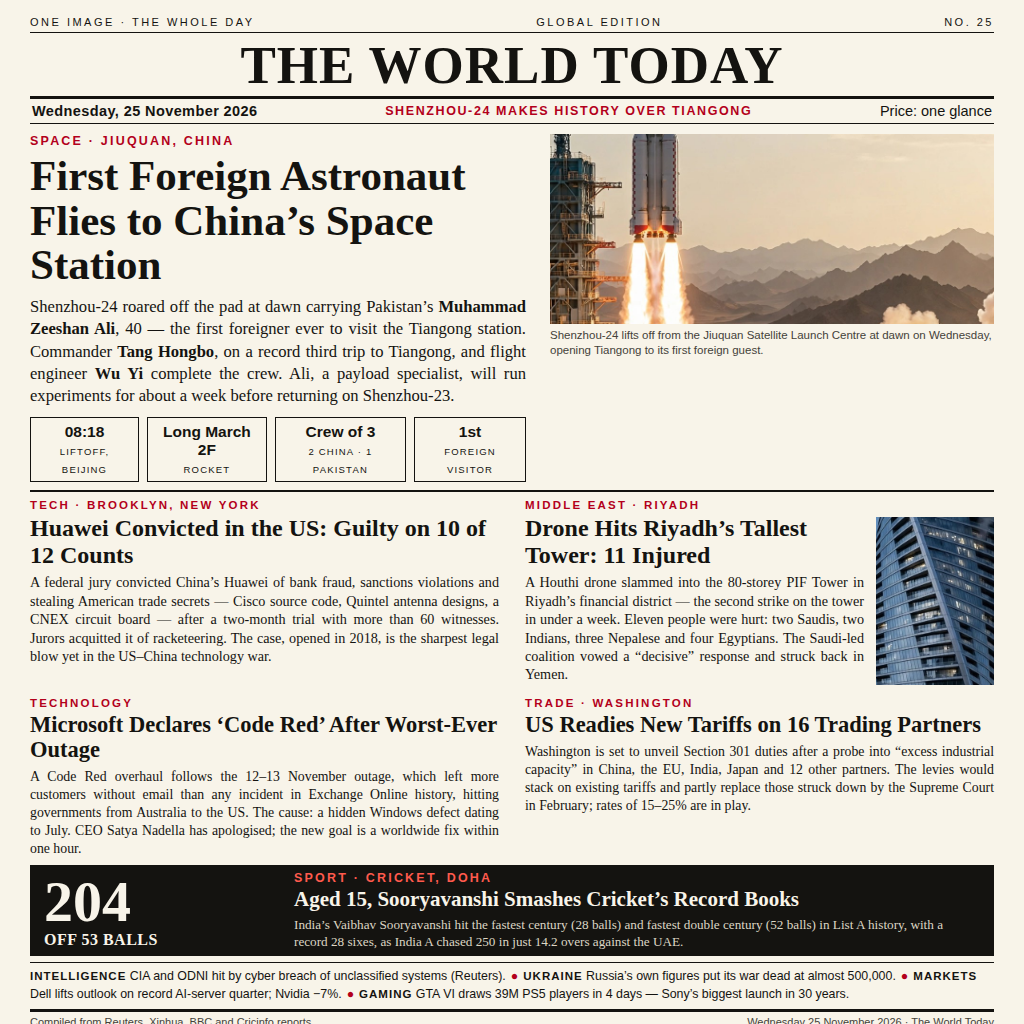 ONE IMAGE · THE WHOLE DAY
GLOBAL EDITION
NO. 25
THE WORLD TODAY
Wednesday, 25 November 2026
SHENZHOU-24 MAKES HISTORY OVER TIANGONG
Price: one glance
SPACE · JIUQUAN, CHINA
First Foreign Astronaut
Flies to China’s Space
Station
Shenzhou-24 roared off the pad at dawn carrying Pakistan’s Muhammad
Zeeshan Ali, 40 — the first foreigner ever to visit the Tiangong station.
Commander Tang Hongbo, on a record third trip to Tiangong, and flight
engineer Wu Yi complete the crew. Ali, a payload specialist, will run
experiments for about a week before returning on Shenzhou-23.
08:18
LIFTOFF,
BEIJING
Long March
2F
ROCKET
Crew of 3
2 CHINA · 1
PAKISTAN
1st
FOREIGN
VISITOR
Shenzhou-24 lifts off from the Jiuquan Satellite Launch Centre at dawn on Wednesday,
opening Tiangong to its first foreign guest.
TECH · BROOKLYN, NEW YORK
Huawei Convicted in the US: Guilty on 10 of
12 Counts
A federal jury convicted China’s Huawei of bank fraud, sanctions violations and
stealing American trade secrets — Cisco source code, Quintel antenna designs, a
CNEX circuit board — after a two-month trial with more than 60 witnesses.
Jurors acquitted it of racketeering. The case, opened in 2018, is the sharpest legal
blow yet in the US–China technology war.
MIDDLE EAST · RIYADH
Drone Hits Riyadh’s Tallest
Tower: 11 Injured
A Houthi drone slammed into the 80-storey PIF Tower in
Riyadh’s financial district — the second strike on the tower
in under a week. Eleven people were hurt: two Saudis, two
Indians, three Nepalese and four Egyptians. The Saudi-led
coalition vowed a “decisive” response and struck back in
Yemen.
TECHNOLOGY
Microsoft Declares ‘Code Red’ After Worst-Ever
Outage
A Code Red overhaul follows the 12–13 November outage, which left more
customers without email than any incident in Exchange Online history, hitting
governments from Australia to the US. The cause: a hidden Windows defect dating
to July. CEO Satya Nadella has apologised; the new goal is a worldwide fix within
one hour.
TRADE · WASHINGTON
US Readies New Tariffs on 16 Trading Partners
Washington is set to unveil Section 301 duties after a probe into “excess industrial
capacity” in China, the EU, India, Japan and 12 other partners. The levies would
stack on existing tariffs and partly replace those struck down by the Supreme Court
in February; rates of 15–25% are in play.
204
OFF 53 BALLS
SPORT · CRICKET, DOHA
Aged 15, Sooryavanshi Smashes Cricket’s Record Books
India’s Vaibhav Sooryavanshi hit the fastest century (28 balls) and fastest double century (52 balls) in List A history, with a
record 28 sixes, as India A chased 250 in just 14.2 overs against the UAE.
INTELLIGENCE CIA and ODNI hit by cyber breach of unclassified systems (Reuters). ● UKRAINE Russia’s own figures put its war dead at almost 500,000. ● MARKETS
Dell lifts outlook on record AI-server quarter; Nvidia −7%. ● GAMING GTA VI draws 39M PS5 players in 4 days — Sony’s biggest launch in 30 years.
Compiled from Reuters, Xinhua, BBC and Cricinfo reports
Wednesday 25 November 2026 · The World Today